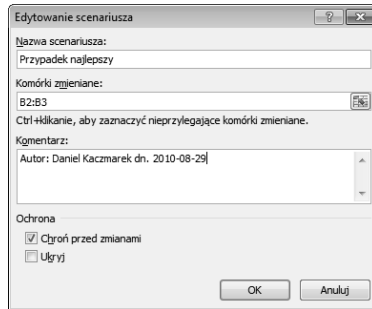 Edytowanie scenariusza
Nazwa scenariusza:
Przypadek najlepszy
Komórki zmieniane:
B2:B3
Ctrl+klikanie, aby zaznaczyć nieprzylegające komórki zmieniane.
Komentarz:
Autor: Daniel Kaczmarek dn. 2010-08-29
Ochrona
Chroń przed zmianami
Ukryj
OK Anuluj